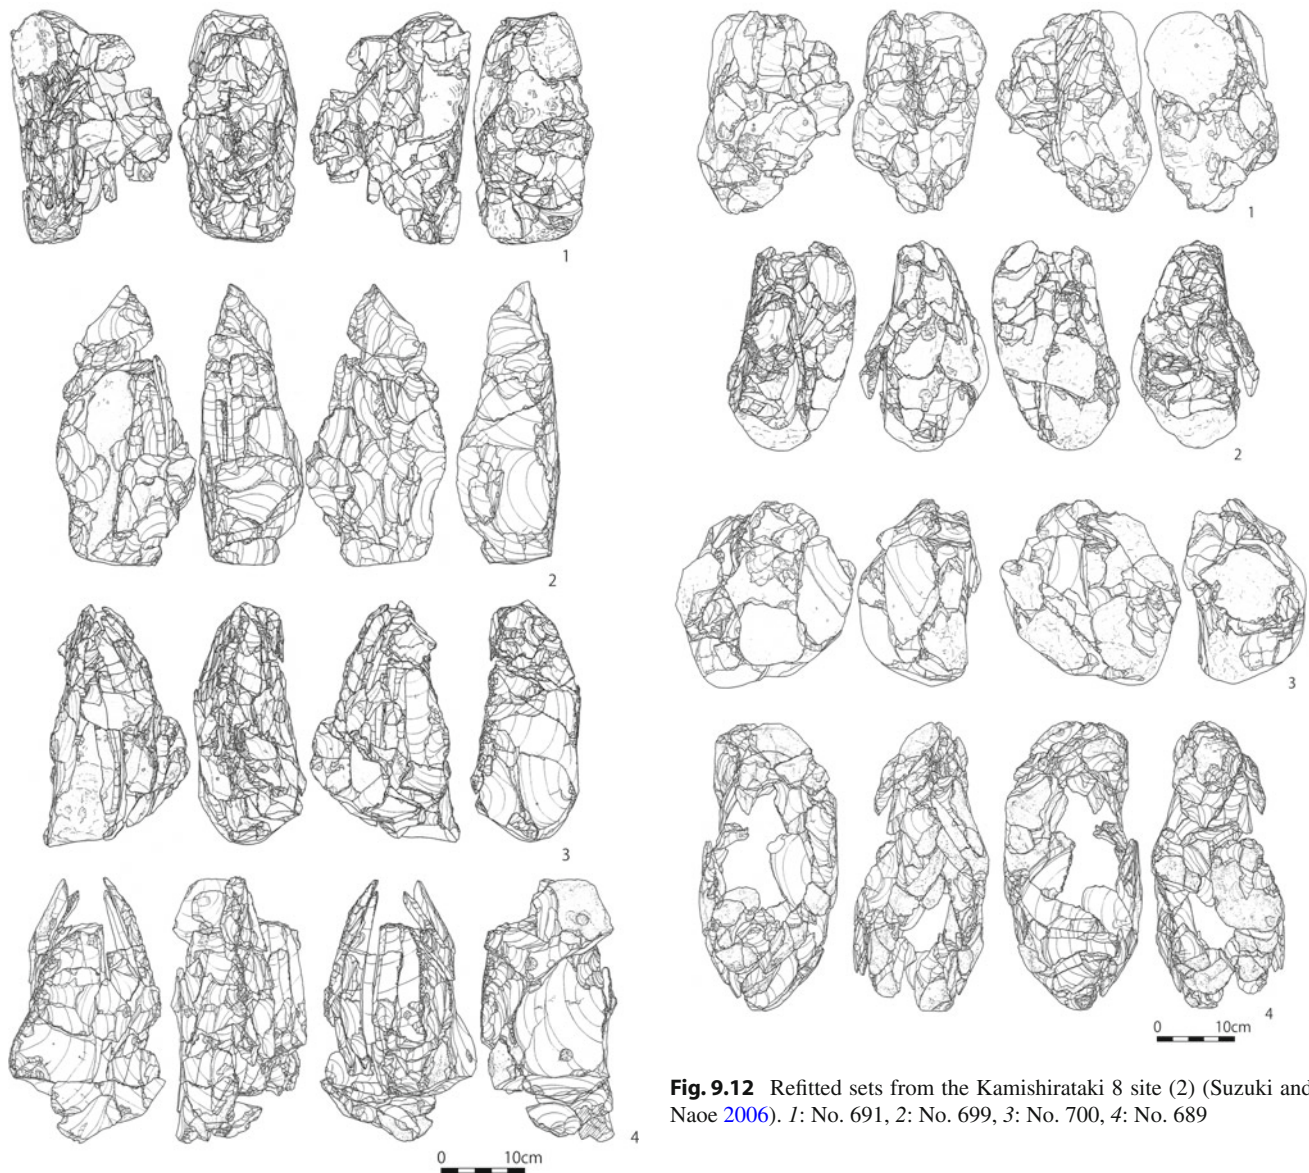 1
2
3
4
0 10cm
1
2
3
4
0 10cm
Fig. 9.12 Refitted sets from the Kamishirataki 8 site (2) (Suzuki and
Naoe 2006). 1: No. 691, 2: No. 699, 3: No. 700, 4: No. 689